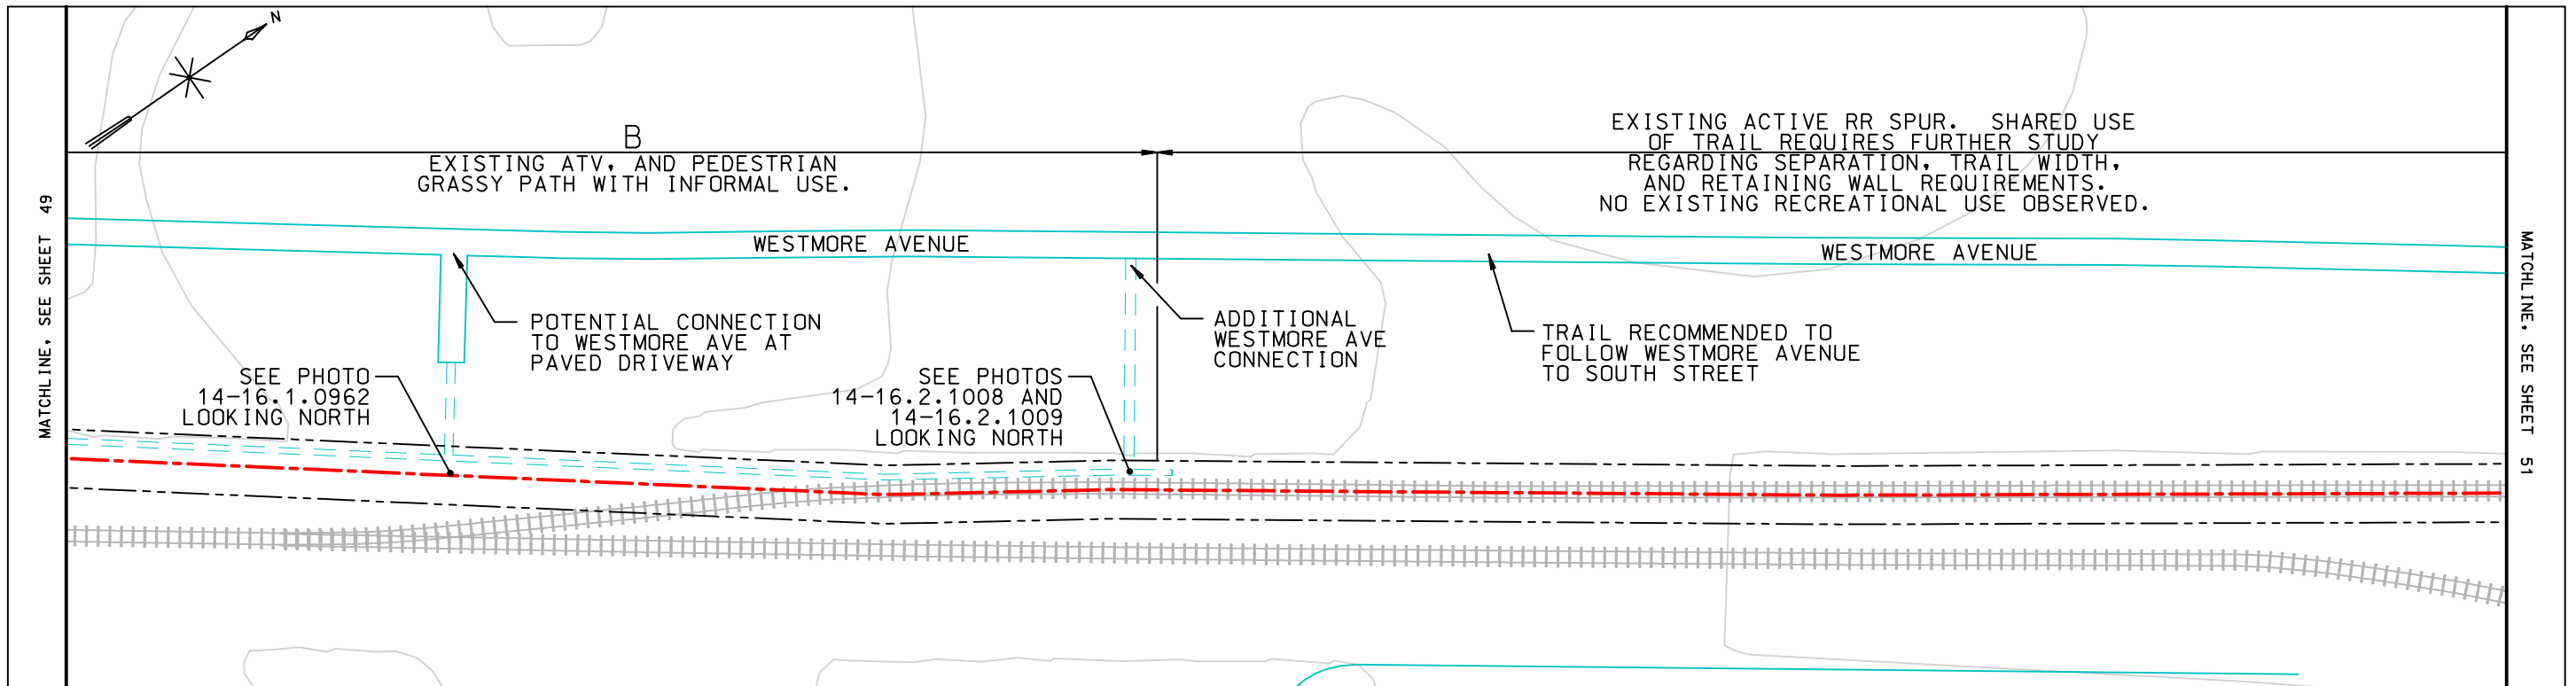 N
B
EXISTING ATV, AND PEDESTRIAN
GRASSY PATH WITH INFORMAL USE.
EXISTING ACTIVE RR SPUR. SHARED USE
OF TRAIL REQUIRES FURTHER STUDY
REGARDING SEPARATION, TRAIL WIDTH,
AND RETAINING WALL REQUIREMENTS.
NO EXISTING RECREATIONAL USE OBSERVED.
MATCHLINE, SEE SHEET 49
WESTMORE AVENUE
WESTMORE AVENUE
MATCHLINE, SEE SHEET 51
POTENTIAL CONNECTION
TO WESTMORE AVE AT
PAVED DRIVEWAY
ADDITIONAL
WESTMORE AVE
CONNECTION
TRAIL RECOMMENDED TO
FOLLOW WESTMORE AVENUE
TO SOUTH STREET
SEE PHOTO
14-16.1.0962
LOOKING NORTH
SEE PHOTOS
14-16.2.1008 AND
14-16.2.1009
LOOKING NORTH